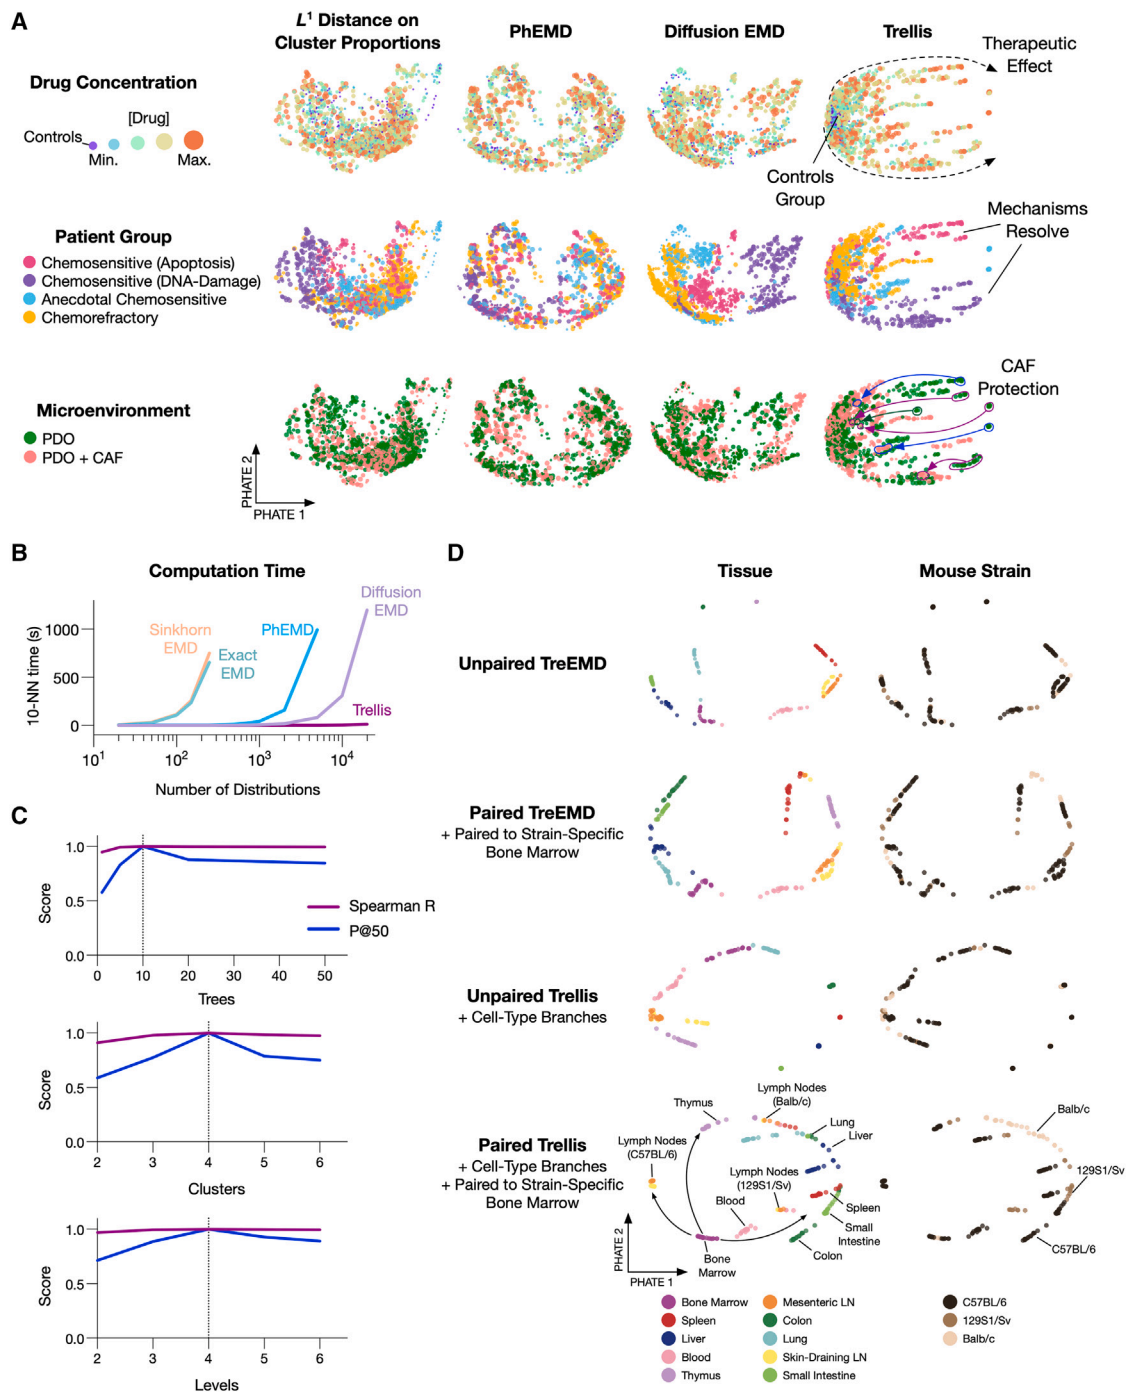 A
L1 Distance on
Cluster Proportions
PhEMD
Diffusion EMD
Trellis
Therapeutic
Effect
Drug Concentration
[Drug]
Controls
Min.
Max.
Controls
Group
Mechanisms
Resolve
Patient Group
Chemosensitive (Apoptosis)
Chemosensitive (DNA-Damage)
Anecdotal Chemosensitive
Chemorefractory
CAF
Protection
Microenvironment
PDO
PDO + CAF
PHATE 2
PHATE 1
B
Computation Time
10-NN time (s)
1000
500
0
Sinkhorn
EMD
Exact
EMD
PhEMD
Diffusion
EMD
Trellis
10^1
10^2
10^3
10^4
Number of Distributions
C
Score
1.0
0.5
0.0
Spearman R
P@50
0 10 20 30 40 50
Trees
Score
1.0
0.5
0.0
2 3 4 5 6
Clusters
Score
1.0
0.5
0.0
2 3 4 5 6
Levels
D
Tissue
Mouse Strain
Unpaired TreEMD
Paired TreEMD
+ Paired to Strain-Specific
Bone Marrow
Unpaired Trellis
+ Cell-Type Branches
Paired Trellis
+ Cell-Type Branches
+ Paired to Strain-Specific
Bone Marrow
Thymus
Lymph Nodes
(Balb/c)
Lung
Liver
Lymph Nodes
(C57BL/6)
Lymph Nodes
(129S1/Sv)
Blood
Spleen
Small
Intestine
Colon
Bone
Marrow
PHATE 2
PHATE 1
Balb/c
129S1/Sv
C57BL/6
Bone Marrow
Spleen
Liver
Blood
Thymus
Mesenteric LN
Colon
Lung
Skin-Draining LN
Small Intestine
C57BL/6
129S1/Sv
Balb/c